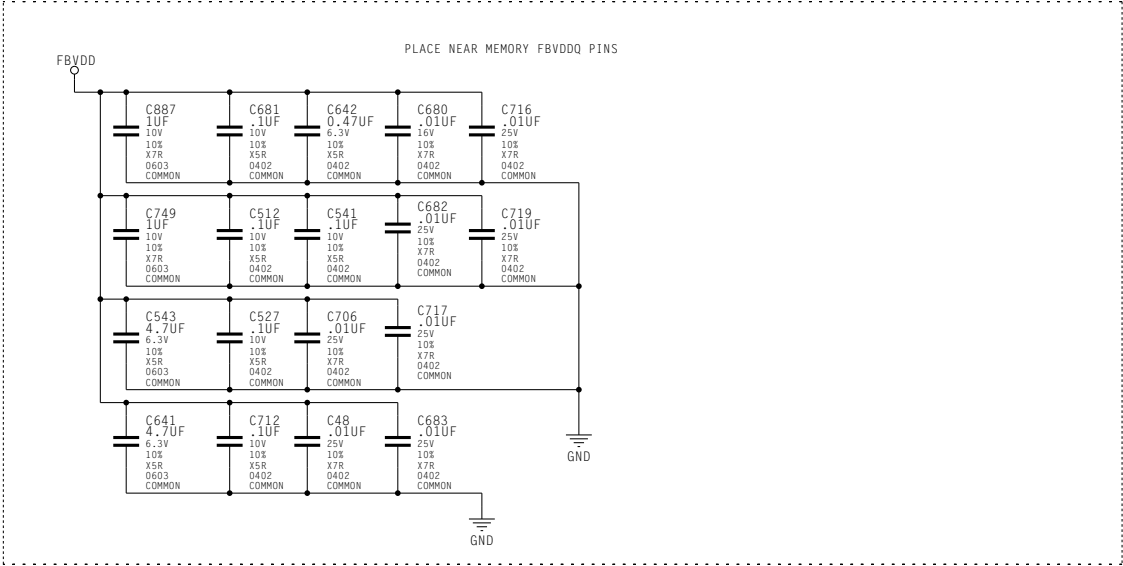 PLACE NEAR MEMORY FBVDDQ PINS
FBVDD
C887
1UF
10V
10%
X7R
0603
COMMON
C681
.1UF
10V
10%
X5R
0402
COMMON
C642
0.47UF
6.3V
10%
X5R
0402
COMMON
C680
.01UF
16V
10%
X7R
0402
COMMON
C716
.01UF
25V
10%
X7R
0402
COMMON
C749
1UF
10V
10%
X7R
0603
COMMON
C512
.1UF
10V
10%
X5R
0402
COMMON
C541
.1UF
10V
10%
X5R
0402
COMMON
C682
.01UF
25V
10%
X7R
0402
COMMON
C719
.01UF
25V
10%
X7R
0402
COMMON
C543
4.7UF
6.3V
10%
X5R
0603
COMMON
C527
.1UF
10V
10%
X5R
0402
COMMON
C706
.01UF
25V
10%
X7R
0402
COMMON
C717
.01UF
25V
10%
X7R
0402
COMMON
C641
4.7UF
6.3V
10%
X5R
0603
COMMON
C712
.1UF
10V
10%
X5R
0402
COMMON
C48
.01UF
25V
10%
X7R
0402
COMMON
C683
.01UF
25V
10%
X7R
0402
COMMON
GND
GND